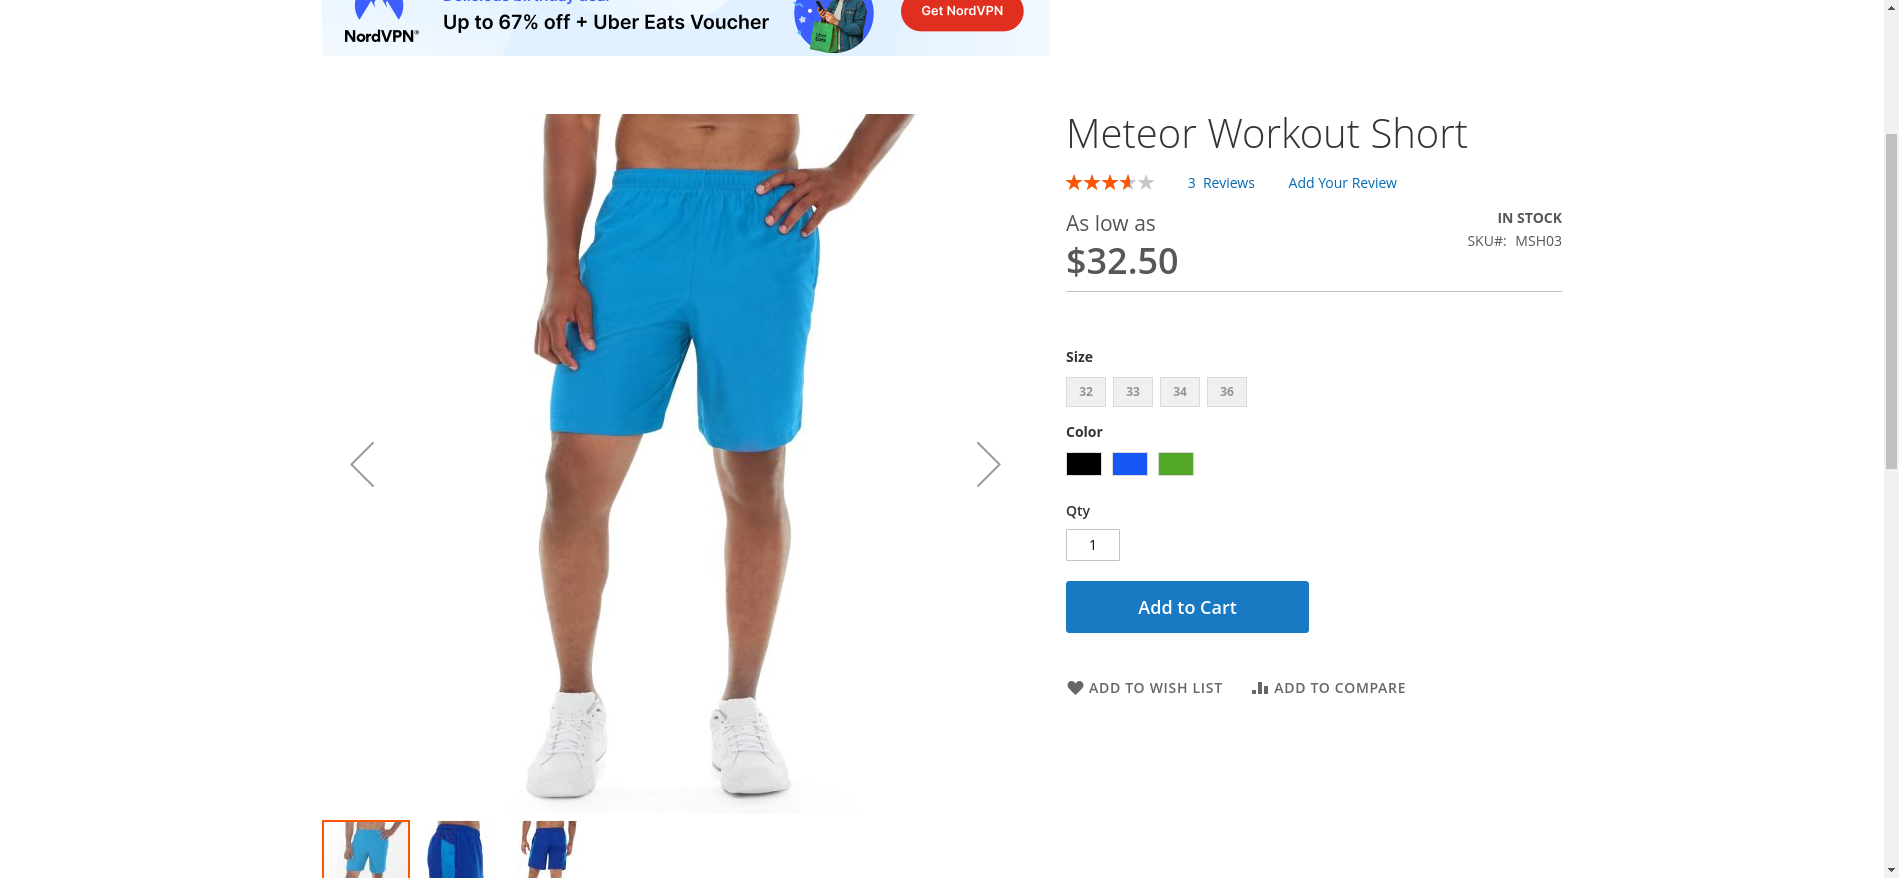 Up to 67% off + Uber Eats Voucher
NordVPN®
Get NordVPN
Meteor Workout Short
3 Reviews
Add Your Review
As low as
$32.50
IN STOCK
SKU#: MSH03
Size
32 33 34 36
Color
Qty
1
Add to Cart
ADD TO WISH LIST
ADD TO COMPARE